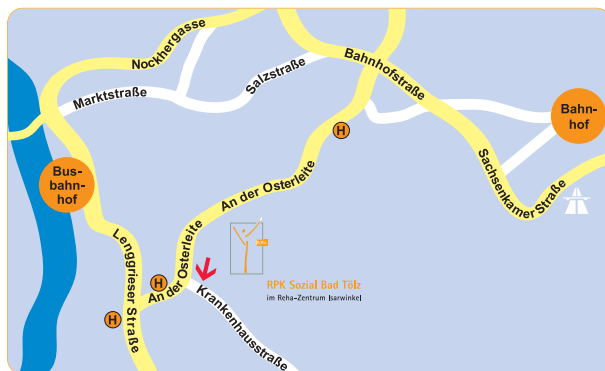 Nockhergasse
Marktstraße
Salzstraße
Bahnhofstraße
Bahn-
hof
H
Sachsenkamer Straße
Bus-
bahn-
hof
An der Osterleite
Lenggrieser Straße
H
An der Osterleite
H
Krankenhausstraße
RPK Sozial Bad Tölz
im Reha-Zentrum Isarwinkel